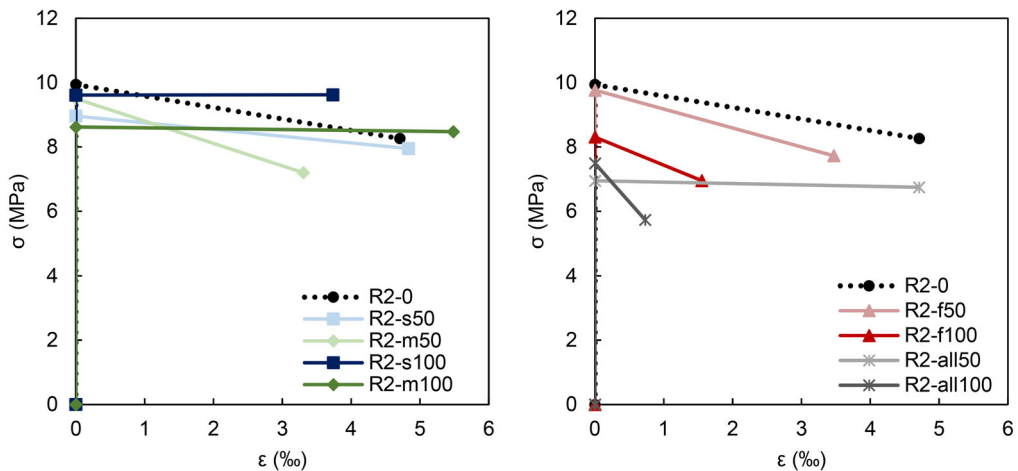 12
10
8
6
4
2
0
σ (MPa)
0 1 2 3 4 5 6
ε (‰)
R2-0
R2-s50
R2-m50
R2-s100
R2-m100
12
10
8
6
4
2
0
σ (MPa)
0 1 2 3 4 5 6
ε (‰)
R2-0
R2-f50
R2-f100
R2-all50
R2-all100